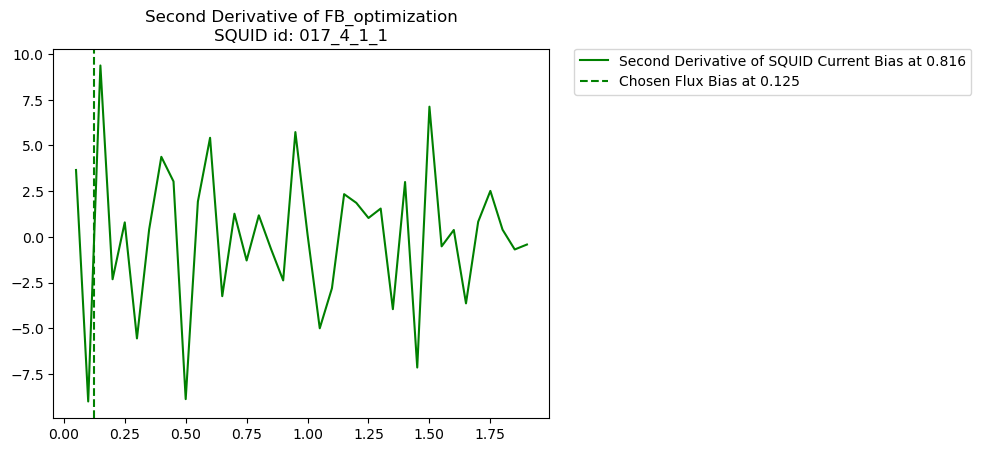 Second Derivative of FB_optimization
SQUID id: 017_4_1_1
Second Derivative of SQUID Current Bias at 0.816
Chosen Flux Bias at 0.125
10.0
7.5
5.0
2.5
0.0
−2.5
−5.0
−7.5
0.00 0.25 0.50 0.75 1.00 1.25 1.50 1.75